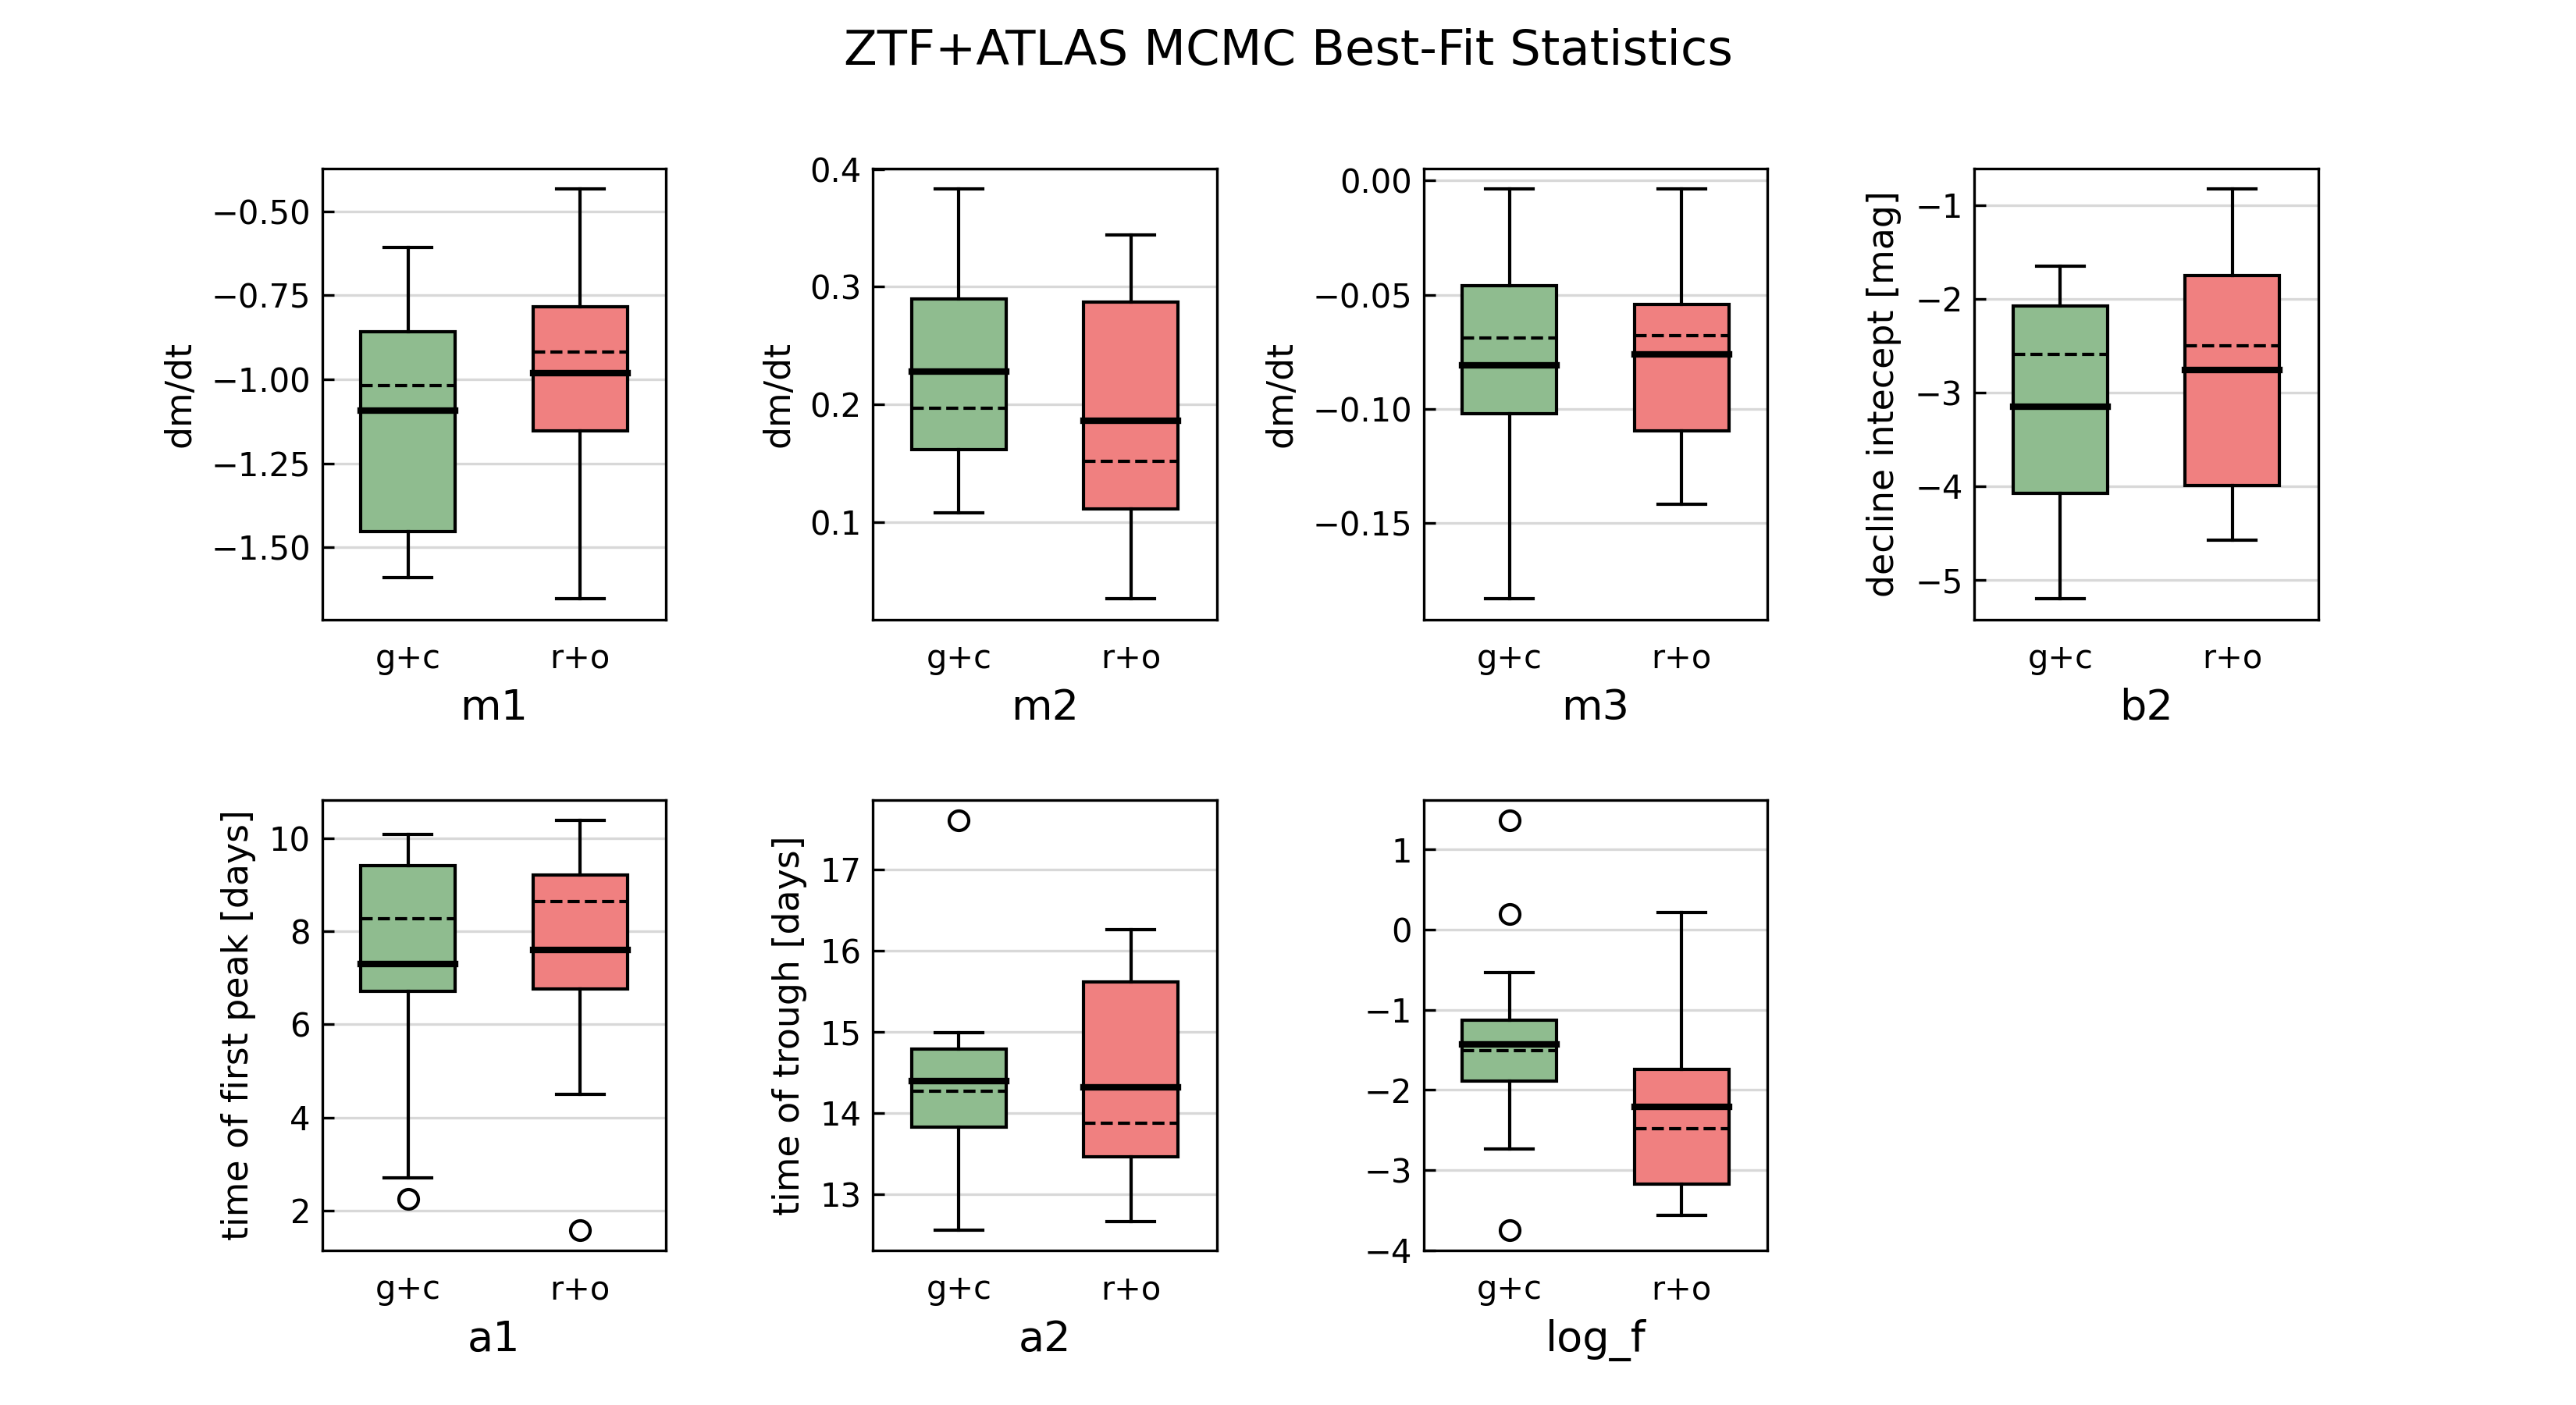 ZTF+ATLAS MCMC Best-Fit Statistics
dm/dt
−0.50
−0.75
−1.00
−1.25
−1.50
g+c r+o
m1
dm/dt
0.4
0.3
0.2
0.1
g+c r+o
m2
dm/dt
0.00
−0.05
−0.10
−0.15
g+c r+o
m3
decline intecept [mag]
−1
−2
−3
−4
−5
g+c r+o
b2
time of first peak [days]
10
8
6
4
2
g+c r+o
a1
time of trough [days]
17
16
15
14
13
g+c r+o
a2
1
0
−1
−2
−3
−4
g+c r+o
log_f